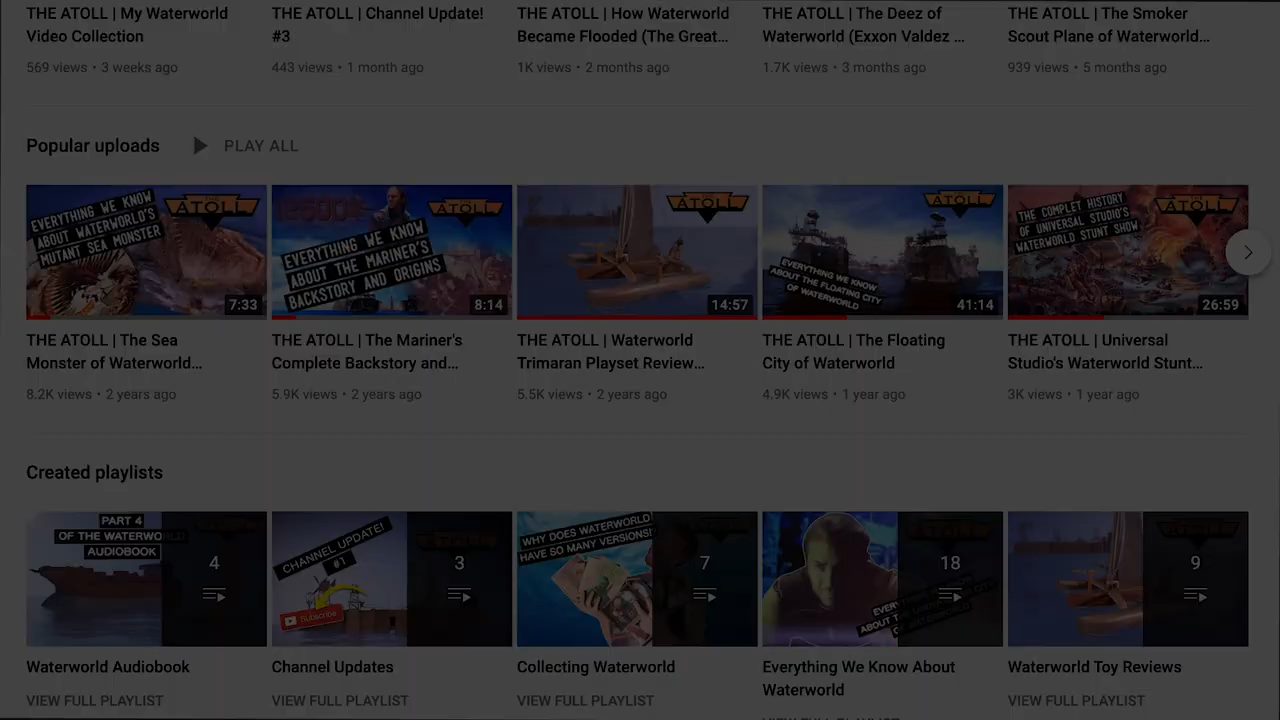 THE ATOLL | My Waterworld
Video Collection
569 views • 3 weeks ago
THE ATOLL | Channel Update!
#3
443 views • 1 month ago
THE ATOLL | How Waterworld
Became Flooded (The Great...
1K views • 2 months ago
THE ATOLL | The Deez of
Waterworld (Exxon Valdez ...
1.7K views • 3 months ago
THE ATOLL | The Smoker
Scout Plane of Waterworld...
939 views • 5 months ago
Popular uploads
PLAY ALL
EVERYTHING WE KNOW
ABOUT WATERWORLD'S
MUTANT SEA MONSTER
ATOLL
7:33
EVERYTHING WE KNOW
ABOUT THE MARINER'S
BACKSTORY AND ORIGINS
ATOLL
8:14
ATOLL
14:57
EVERYTHING WE KNOW
ABOUT THE FLOATING CITY
OF WATERWORLD
ATOLL
41:14
THE COMPLET HISTORY
OF UNIVERSAL STUDIO'S
WATERWORLD STUNT SHOW
ATOLL
26:59
THE ATOLL | The Sea
Monster of Waterworld...
8.2K views • 2 years ago
THE ATOLL | The Mariner's
Complete Backstory and...
5.9K views • 2 years ago
THE ATOLL | Waterworld
Trimaran Playset Review...
5.5K views • 2 years ago
THE ATOLL | The Floating
City of Waterworld
4.9K views • 1 year ago
THE ATOLL | Universal
Studio's Waterworld Stunt...
3K views • 1 year ago
Created playlists
PART 4
OF THE WATERWORLD
AUDIOBOOK
4
CHANNEL UPDATE!
#1
Subscribe
3
WHY DOES WATERWORLD
HAVE SO MANY VERSIONS!
7
18
9
Waterworld Audiobook
VIEW FULL PLAYLIST
Channel Updates
VIEW FULL PLAYLIST
Collecting Waterworld
VIEW FULL PLAYLIST
Everything We Know About
Waterworld
Waterworld Toy Reviews
VIEW FULL PLAYLIST